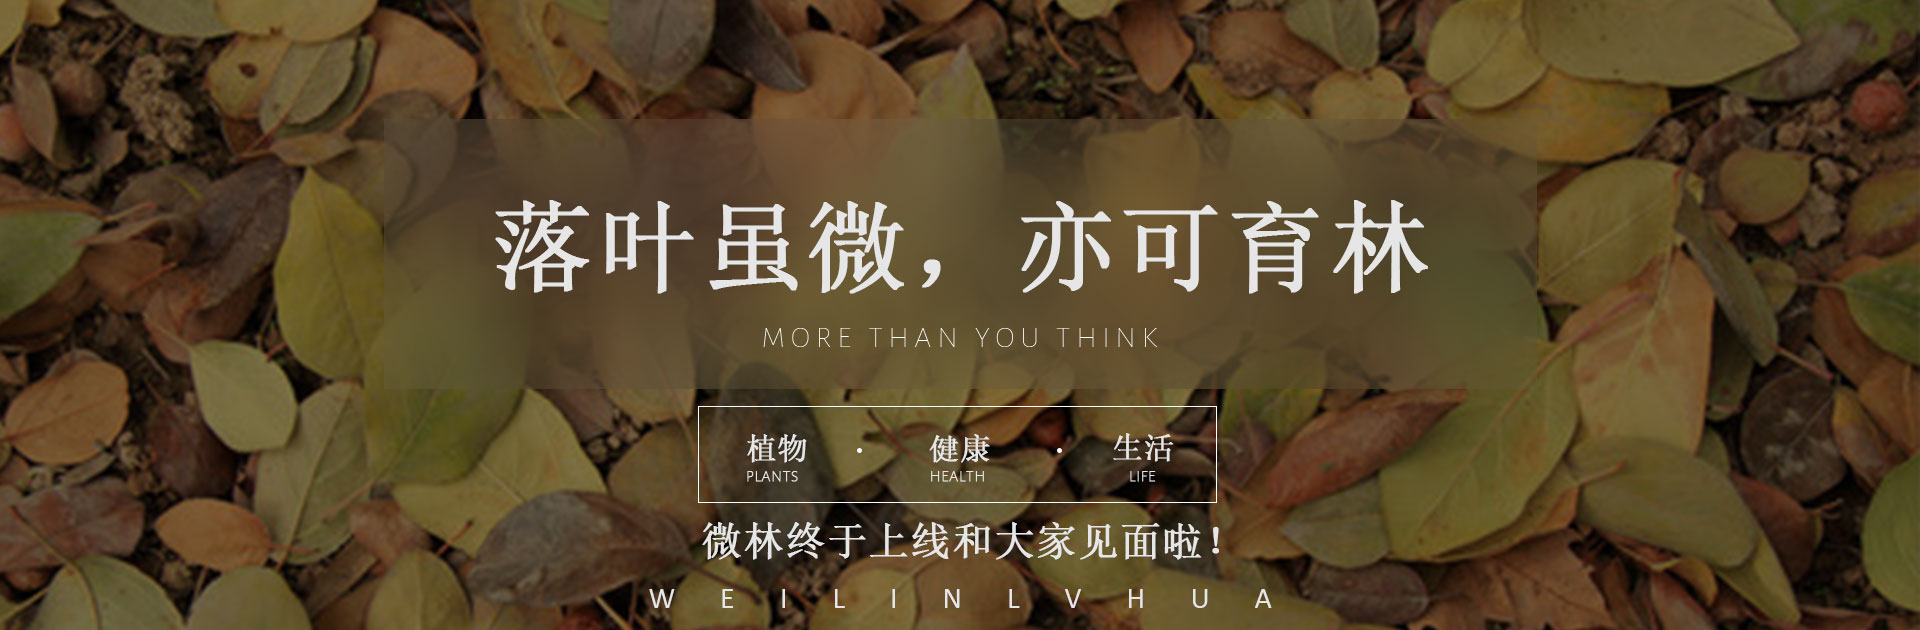 落叶虽微，亦可育林
MORE THAN YOU THINK
植物 · 健康 · 生活
PLANTS HEALTH LIFE
微林终于上线和大家见面啦！
WEILINLVHUA